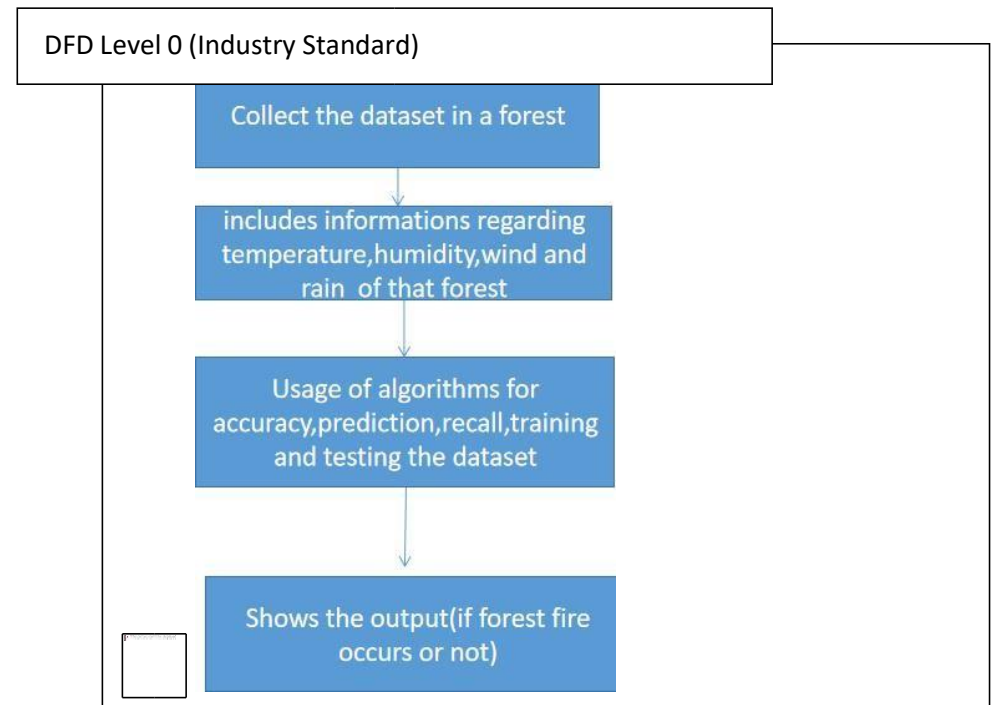 DFD Level 0 (Industry Standard)
Collect the dataset in a forest
includes informations regarding
temperature,humidity,wind and
rain of that forest
Usage of algorithms for
accuracy,prediction,recall,training
and testing the dataset
Shows the output(if forest fire
occurs or not)